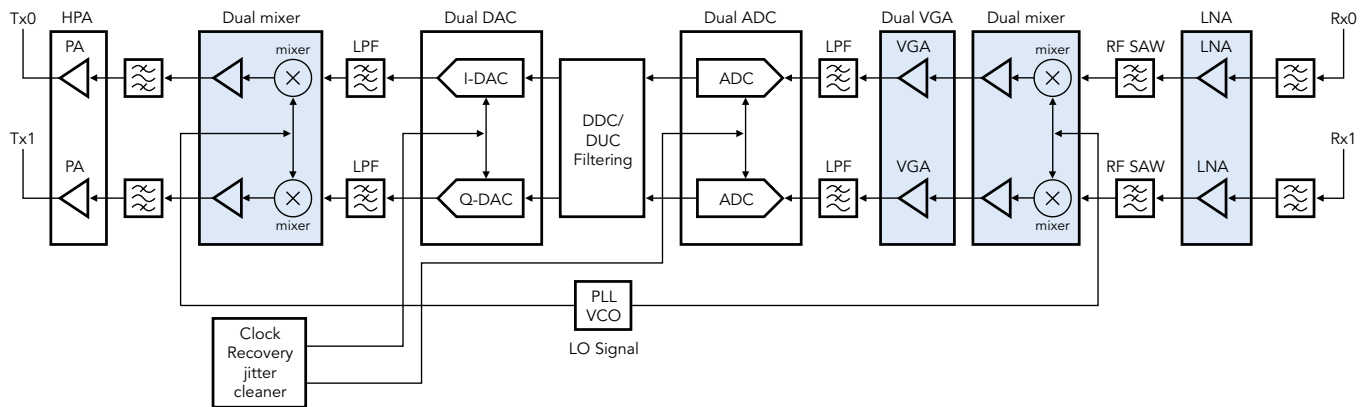 Tx0
HPA
Dual mixer
Dual DAC
Dual ADC
Dual VGA
Dual mixer
LNA
Rx0
PA
mixer
LPF
I-DAC
ADC
LPF
VGA
mixer
RF SAW
LNA
DDC/
DUC
Filtering
Tx1
PA
mixer
LPF
Q-DAC
ADC
LPF
VGA
mixer
RF SAW
LNA
Rx1
PLL
VCO
LO Signal
Clock
Recovery
jitter
cleaner